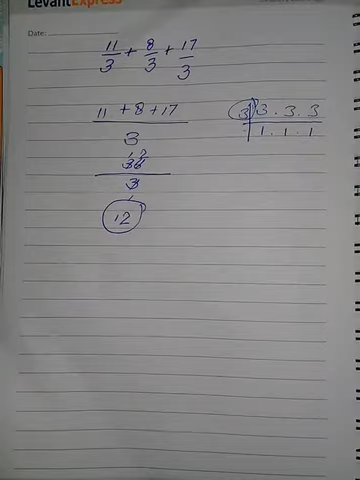 LevantExpress
Date:
11/3 + 8/3 + 17/3
11 + 8 + 17
3
3 | 3 . 3 . 3
1 . 1 . 1
36
3
12